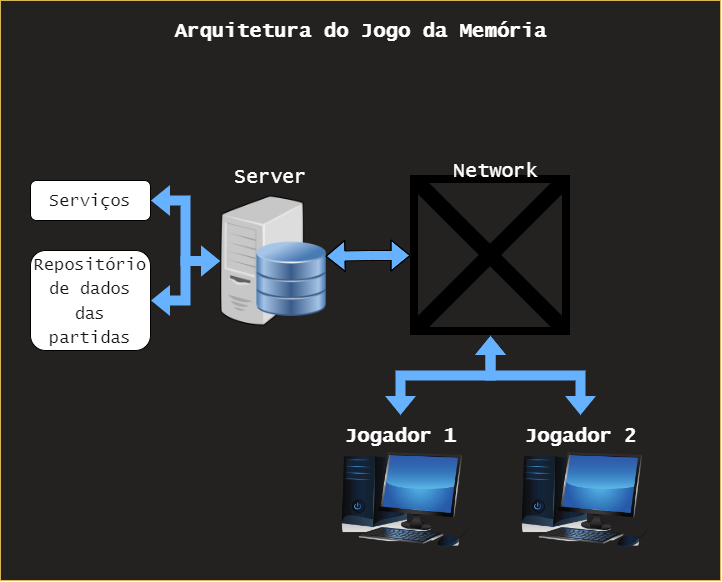 Arquitetura do Jogo da Memória
Network
Server
Serviços
Repositório
de dados
das
partidas
Jogador 1
Jogador 2